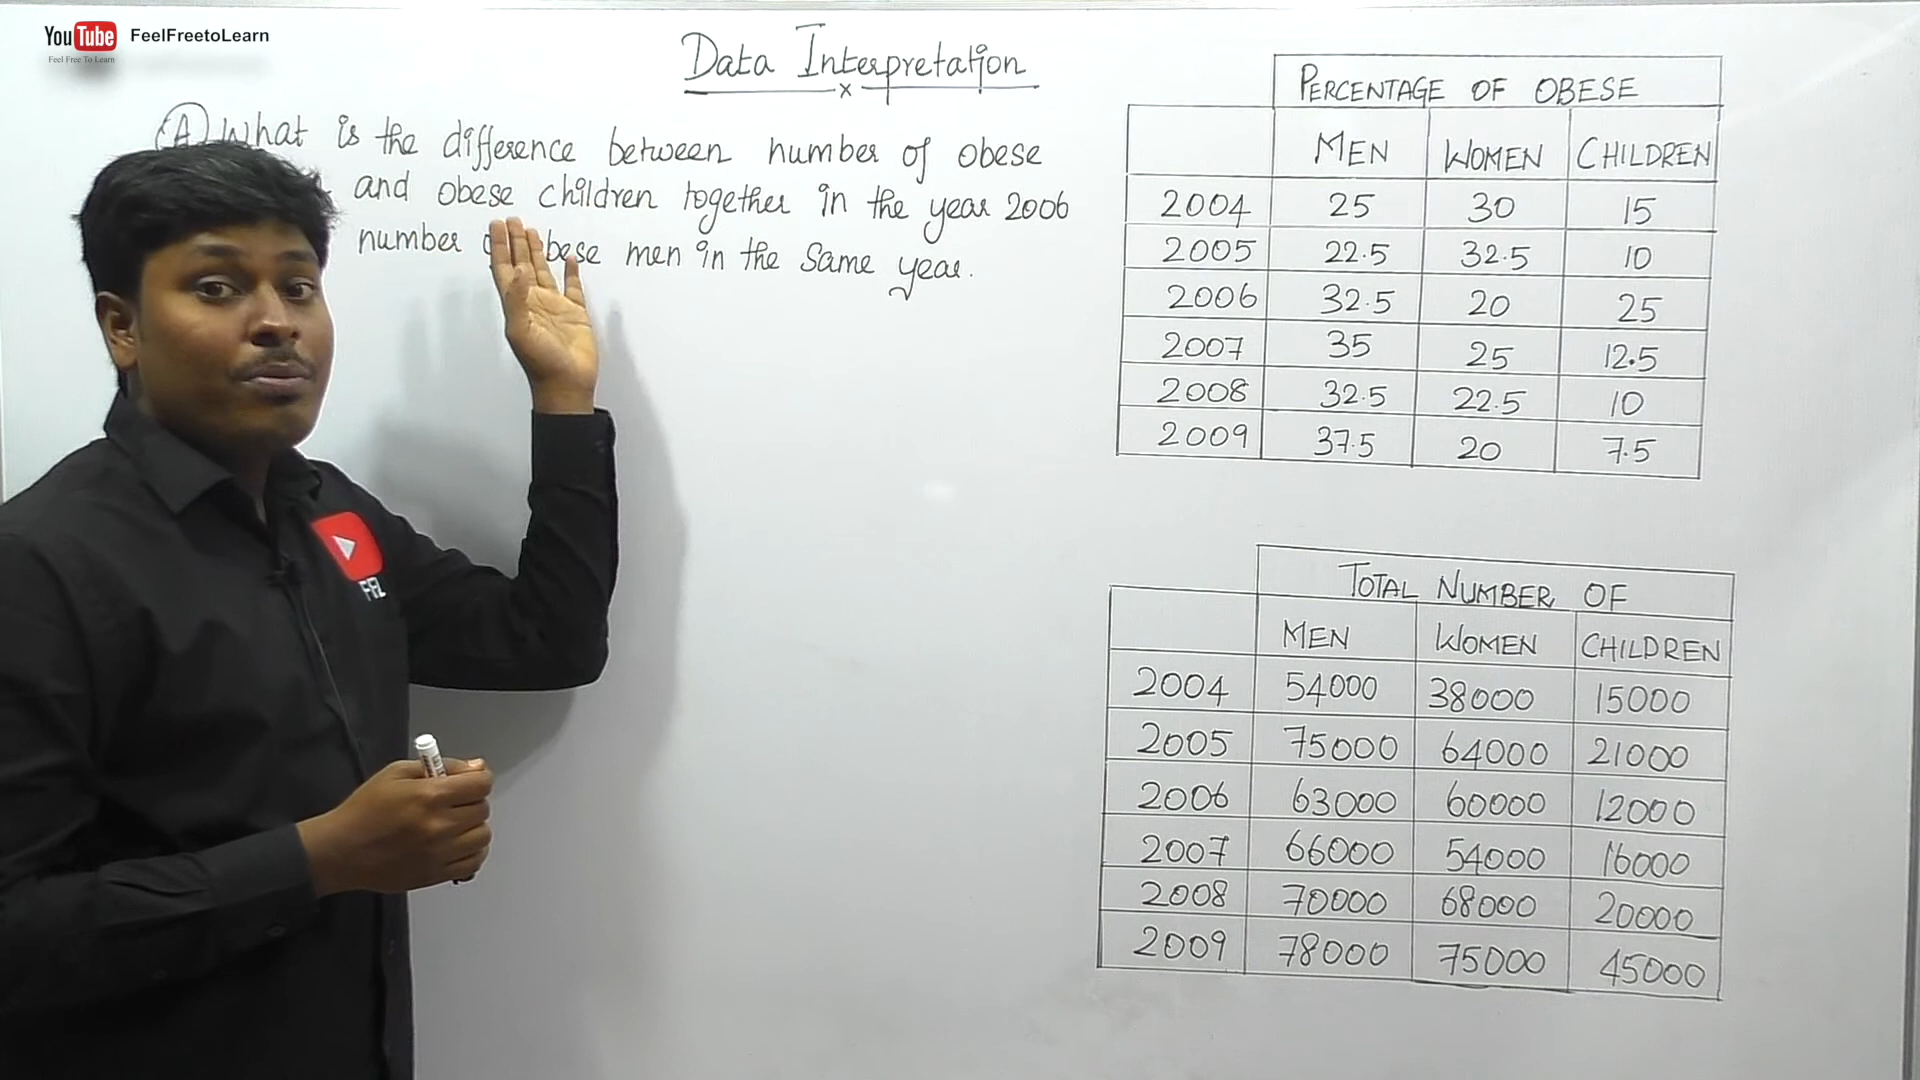 YouTube FeelFreetoLearn
Feel Free To Learn
Data Interpretation
x
(A) What is the difference between number of obese
and obese children together in the year 2006
number obese men in the same year.
PERCENTAGE OF OBESE
MEN WOMEN CHILDREN
2004 25 30 15
2005 22.5 32.5 10
2006 32.5 20 25
2007 35 25 12.5
2008 32.5 22.5 10
2009 37.5 20 7.5
TOTAL NUMBER OF
MEN WOMEN CHILDREN
2004 54000 38000 15000
2005 75000 64000 21000
2006 63000 60000 12000
2007 66000 54000 16000
2008 70000 68000 20000
2009 78000 75000 45000